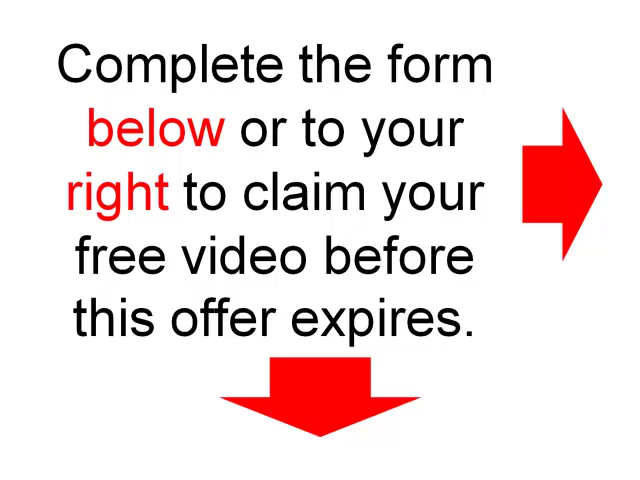 Complete the form
below or to your
right to claim your
free video before
this offer expires.